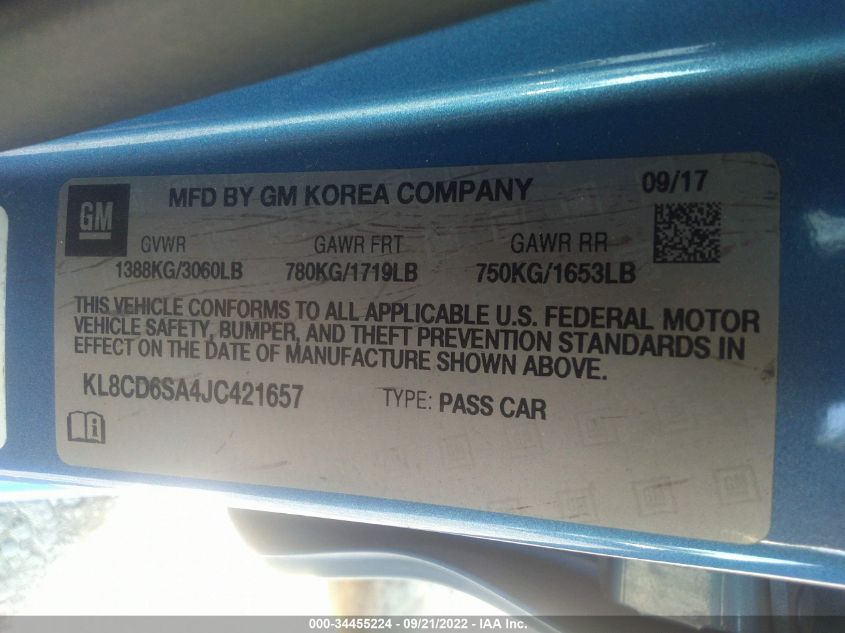 GM
MFD BY GM KOREA COMPANY
09/17
GVWR GAWR FRT GAWR RR
1388KG/3060LB 780KG/1719LB 750KG/1653LB
THIS VEHICLE CONFORMS TO ALL APPLICABLE U.S. FEDERAL MOTOR
VEHICLE SAFETY, BUMPER, AND THEFT PREVENTION STANDARDS IN
EFFECT ON THE DATE OF MANUFACTURE SHOWN ABOVE.
KL8CD6SA4JC421657 TYPE: PASS CAR
000-34455224 - 09/21/2022 - IAA Inc.